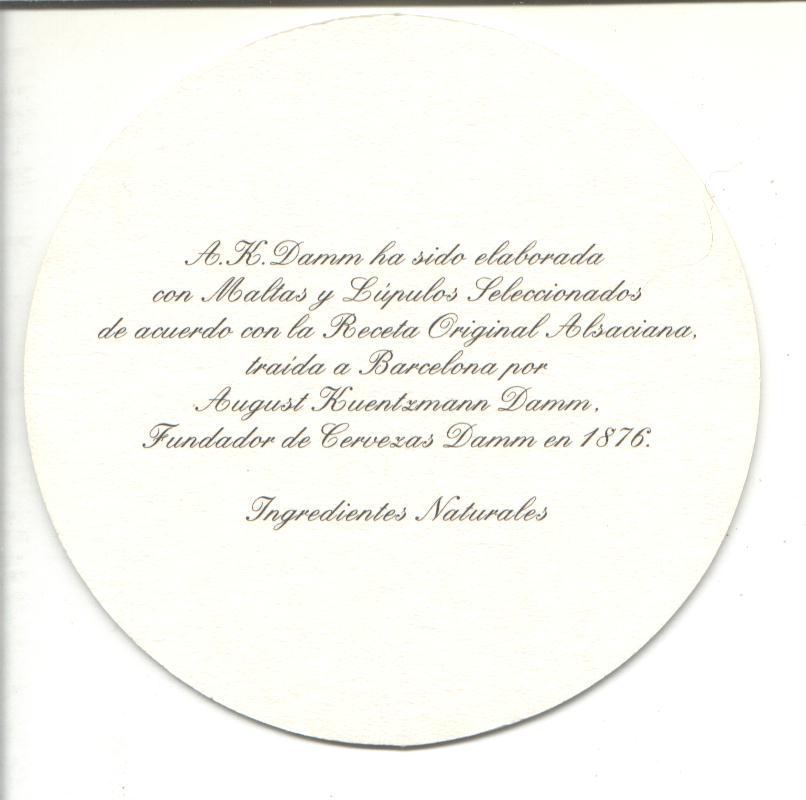 A.K. Damm ha sido elaborada
con Maltas y Lúpulos Seleccionados
de acuerdo con la Receta Original Alsaciana,
traída a Barcelona por
August Kuentzmann Damm,
Fundador de Cervezas Damm en 1876.
Ingredientes Naturales